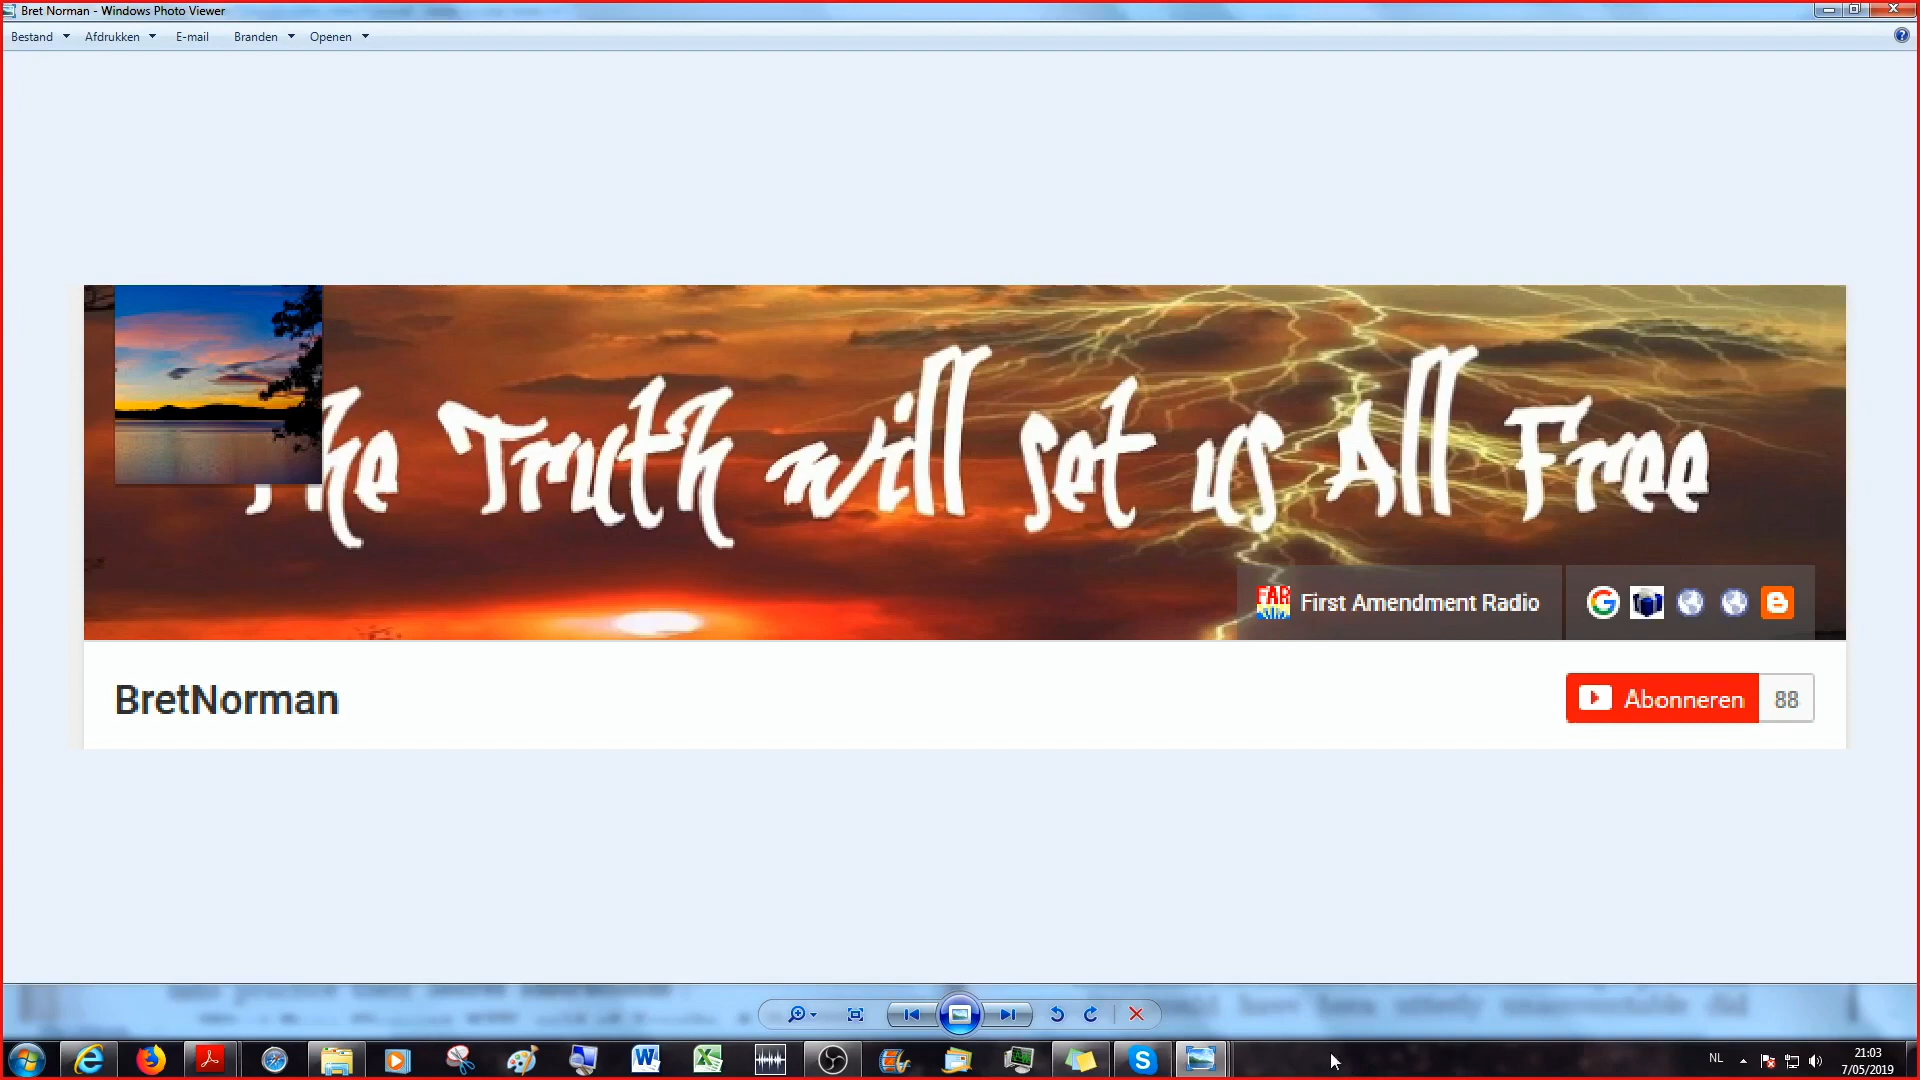 Bret Norman - Windows Photo Viewer
Bestand Afdrukken E-mail Branden Openen
The Truth will set us All Free
FAR
First Amendment Radio
BretNorman
Abonneren 88
NL
21:03
7/05/2019